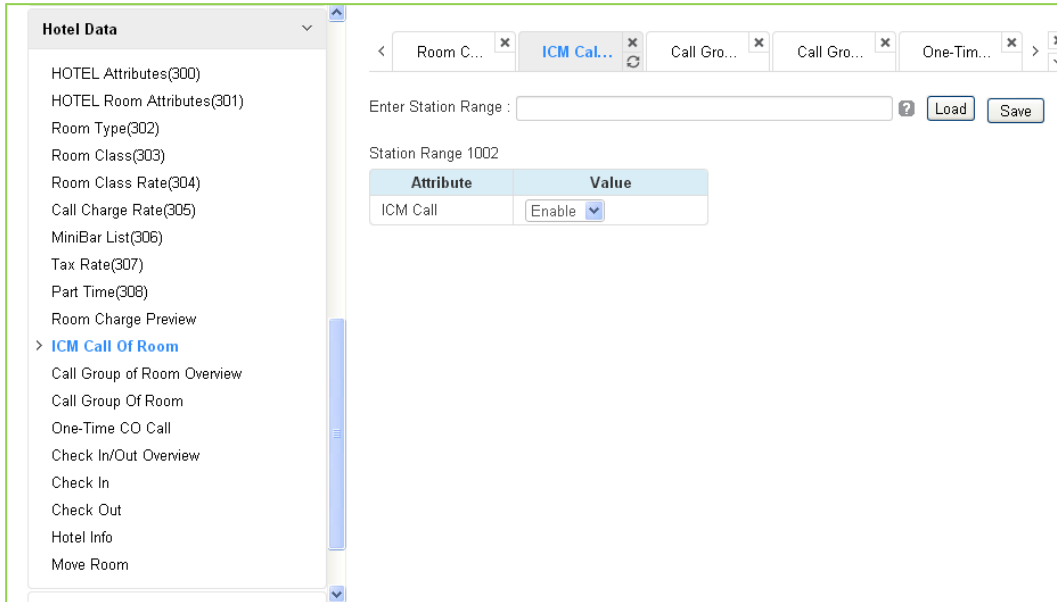 Hotel Data
HOTEL Attributes(300)
HOTEL Room Attributes(301)
Room Type(302)
Room Class(303)
Room Class Rate(304)
Call Charge Rate(305)
MiniBar List(306)
Tax Rate(307)
Part Time(308)
Room Charge Preview
ICM Call Of Room
Call Group of Room Overview
Call Group Of Room
One-Time CO Call
Check In/Out Overview
Check In
Check Out
Hotel Info
Move Room
Room C... ICM Cal... Call Gro... Call Gro... One-Tim...
Enter Station Range : Load Save
Station Range 1002
Attribute Value
ICM Call Enable